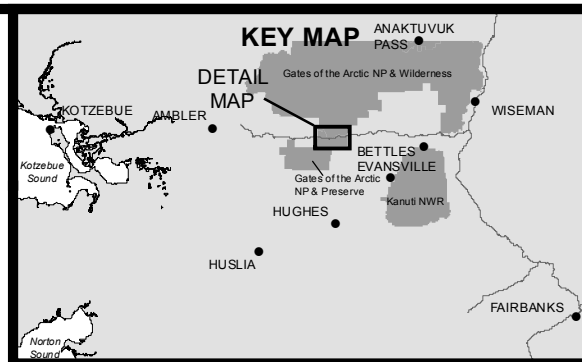 ANAKTUVUK
PASS
KEY MAP
Gates of the Arctic NP & Wilderness
DETAIL
MAP
KOTZEBUE
AMBLER
WISEMAN
Kotzebue
Sound
BETTLES
EVANSVILLE
Gates of the Arctic
NP & Preserve
Kanuti NWR
HUGHES
HUSLIA
FAIRBANKS
Norton
Sound